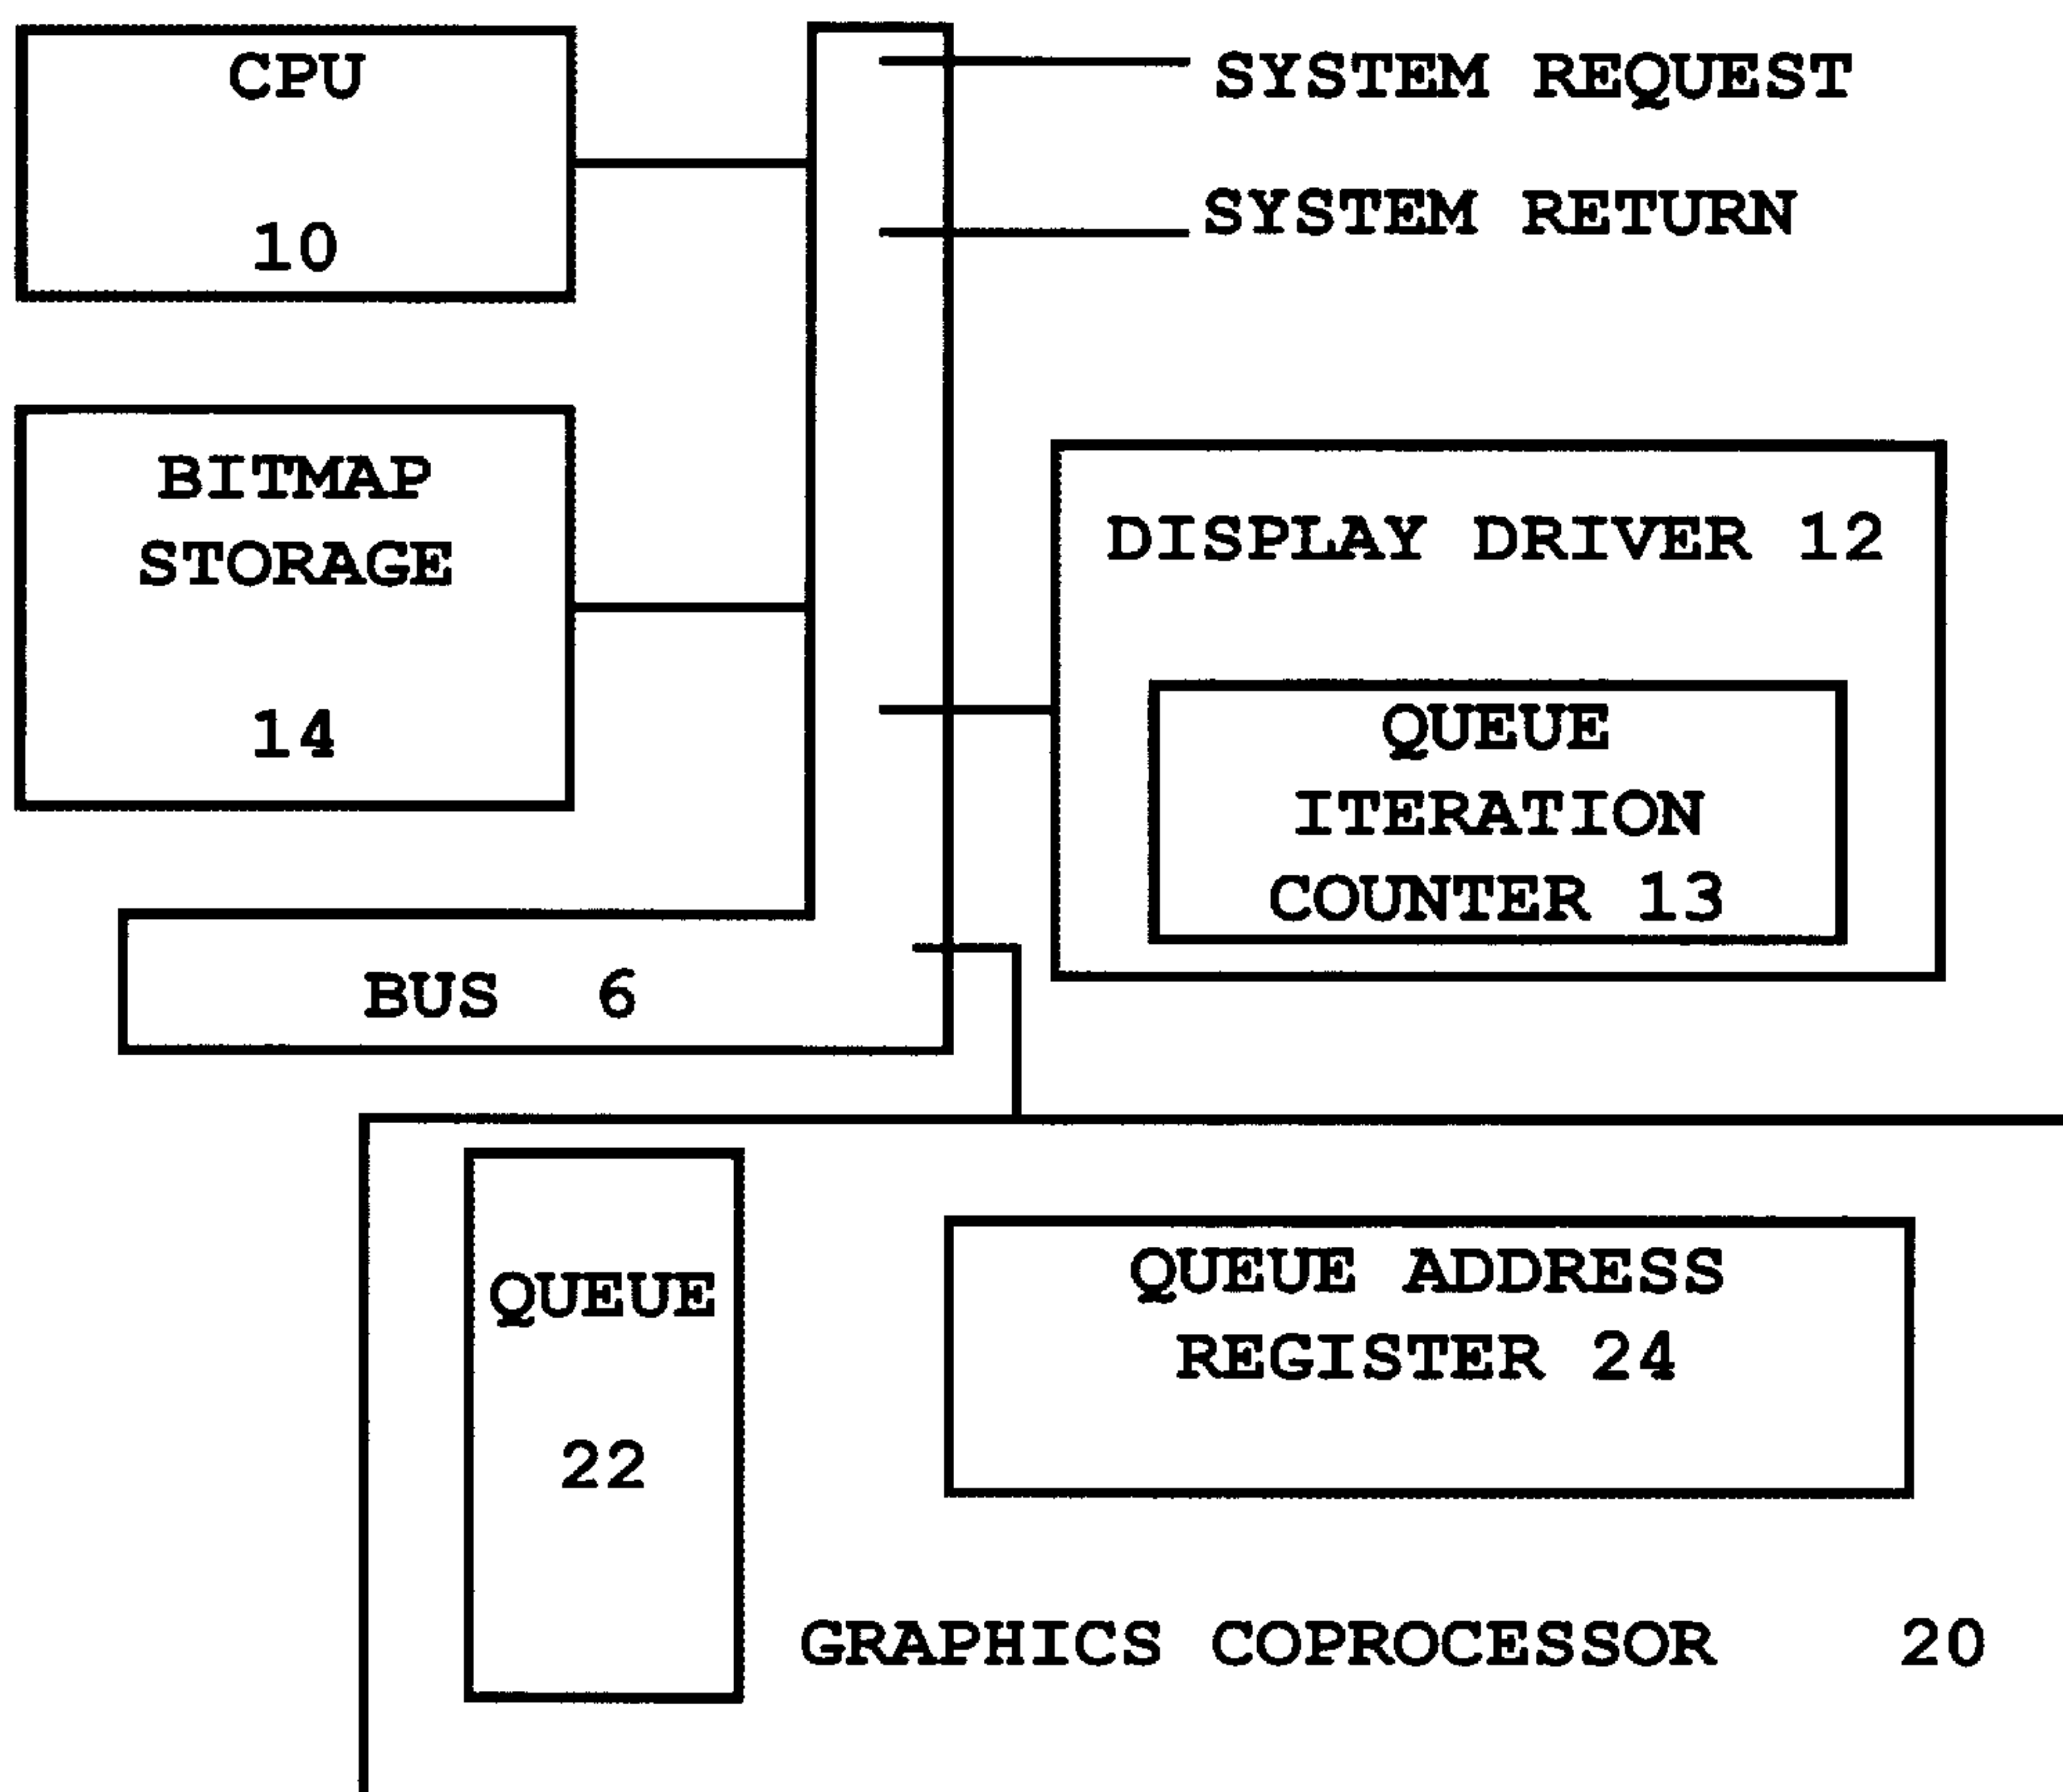 CPU
10
SYSTEM REQUEST
SYSTEM RETURN
BITMAP
STORAGE
14
DISPLAY DRIVER 12
QUEUE
ITERATION
COUNTER 13
BUS 6
QUEUE
22
QUEUE ADDRESS
REGISTER 24
GRAPHICS COPROCESSOR 20